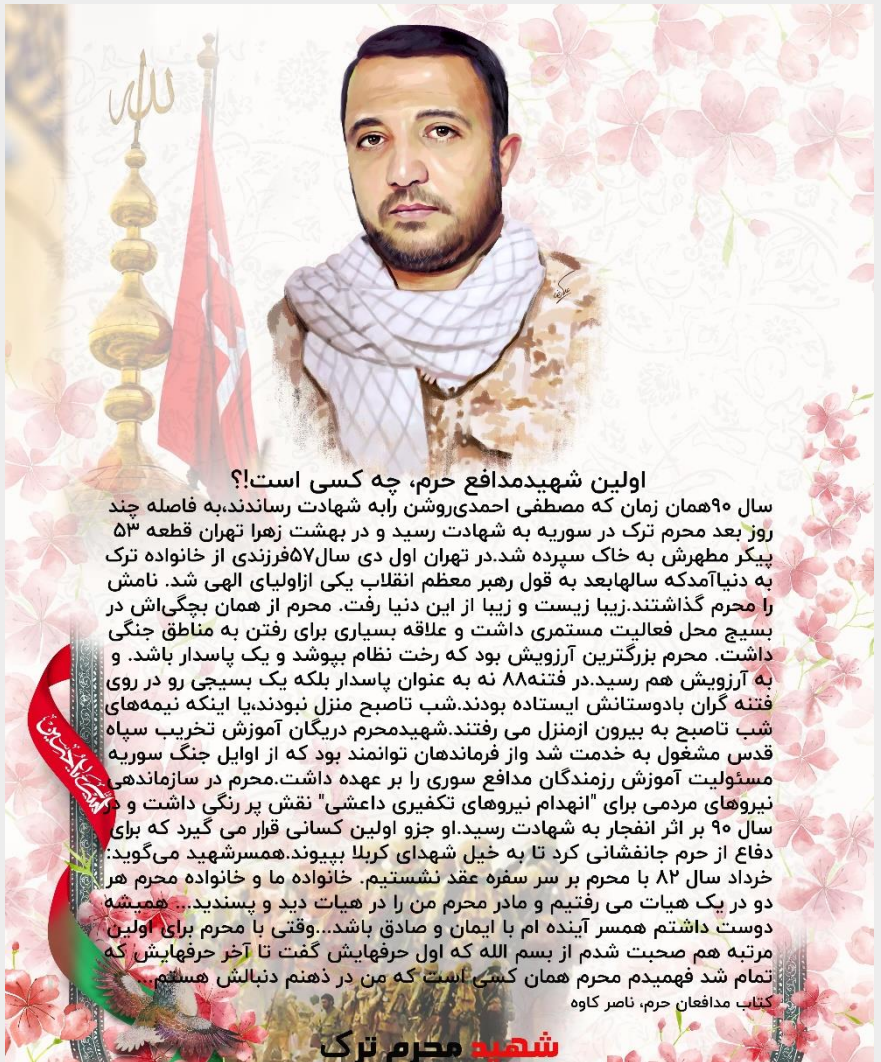 الله
اولین شهیدمدافع حرم، چه کسی است!؟
سال ۹۰همان زمان که مصطفی احمدی‌روشن رابه شهادت رساندند،به فاصله چند
روز بعد محرم ترک در سوریه به شهادت رسید و در بهشت زهرا تهران قطعه ۵۳
پیکر مطهرش به خاک سپرده شد.در تهران اول دی سال۵۷فرزندی از خانواده ترک
به دنیاآمدکه سالهابعد به قول رهبر معظم انقلاب یکی ازاولیای الهی شد. نامش
را محرم گذاشتند.زیبا زیست و زیبا از این دنیا رفت. محرم از همان بچگی‌اش در
بسیج محل فعالیت مستمری داشت و علاقه بسیاری برای رفتن به مناطق جنگی
داشت. محرم بزرگترین آرزویش بود که رخت نظام بپوشد و یک پاسدار باشد. و
به آرزویش هم رسید.در فتنه۸۸ نه به عنوان پاسدار بلکه یک بسیجی رو در روی
فتنه گران بادوستانش ایستاده بودند.شب تاصبح منزل نبودند،یا اینکه نیمه‌های
شب تاصبح به بیرون ازمنزل می رفتند.شهیدمحرم دریگان آموزش تخریب سپاه
قدس مشغول به خدمت شد واز فرماندهان توانمند بود که از اوایل جنگ سوریه
مسئولیت آموزش رزمندگان مدافع سوری را بر عهده داشت.محرم در سازماندهی
نیروهای مردمی برای "انهدام نیروهای تکفیری داعشی" نقش پر رنگی داشت و در
سال ۹۰ بر اثر انفجار به شهادت رسید.او جزو اولین کسانی قرار می گیرد که برای
دفاع از حرم جانفشانی کرد تا به خیل شهدای کربلا بپیوند.همسرشهید می‌گوید:
خرداد سال ۸۲ با محرم بر سر سفره عقد نشستیم. خانواده ما و خانواده محرم هر
دو در یک هیات می رفتیم و مادر محرم من را در هیات دید و پسندید... همیشه
دوست داشتم همسر آینده ام با ایمان و صادق باشد...وقتی با محرم برای اولین
مرتبه هم صحبت شدم از بسم الله که اول حرفهایش گفت تا آخر حرفهایش که
تمام شد فهمیدم محرم همان کسی است که من در ذهنم دنبالش هستم...
کتاب مدافعان حرم، ناصر کاوه
شهید محرم ترک